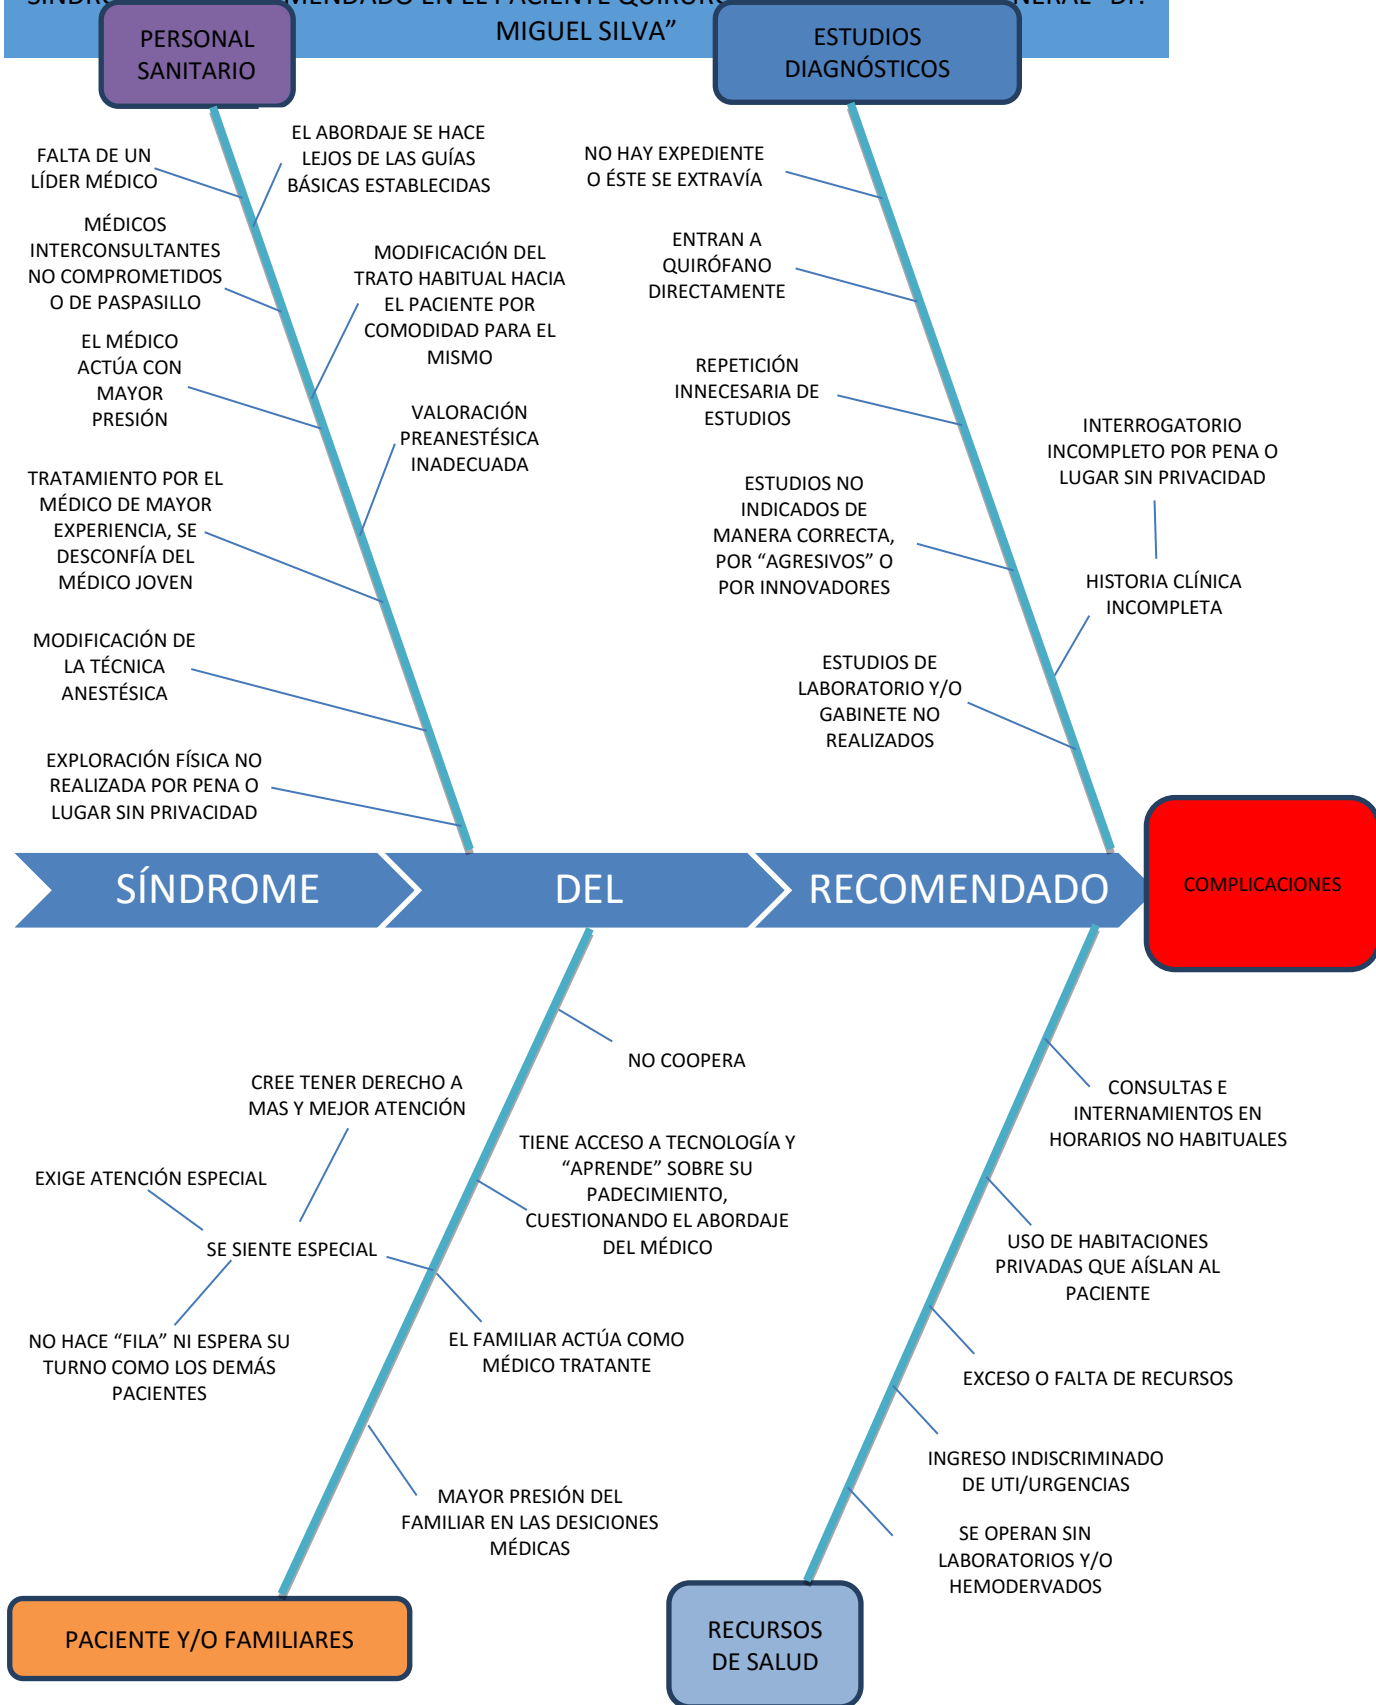 MIGUEL SILVA”
PERSONAL
SANITARIO
ESTUDIOS
DIAGNÓSTICOS
FALTA DE UN
LÍDER MÉDICO
EL ABORDAJE SE HACE
LEJOS DE LAS GUÍAS
BÁSICAS ESTABLECIDAS
MÉDICOS
INTERCONSULTANTES
NO COMPROMETIDOS
O DE PASPASILLO
MODIFICACIÓN DEL
TRATO HABITUAL HACIA
EL PACIENTE POR
COMODIDAD PARA EL
MISMO
EL MÉDICO
ACTÚA CON
MAYOR
PRESIÓN
VALORACIÓN
PREANESTÉSICA
INADECUADA
TRATAMIENTO POR EL
MÉDICO DE MAYOR
EXPERIENCIA, SE
DESCONFÍA DEL
MÉDICO JOVEN
MODIFICACIÓN DE
LA TÉCNICA
ANESTÉSICA
EXPLORACIÓN FÍSICA NO
REALIZADA POR PENA O
LUGAR SIN PRIVACIDAD
NO HAY EXPEDIENTE
O ÉSTE SE EXTRAVÍA
ENTRAN A
QUIRÓFANO
DIRECTAMENTE
REPETICIÓN
INNECESARIA DE
ESTUDIOS
ESTUDIOS NO
INDICADOS DE
MANERA CORRECTA,
POR “AGRESIVOS” O
POR INNOVADORES
INTERROGATORIO
INCOMPLETO POR PENA O
LUGAR SIN PRIVACIDAD
HISTORIA CLÍNICA
INCOMPLETA
ESTUDIOS DE
LABORATORIO Y/O
GABINETE NO
REALIZADOS
SÍNDROME DEL RECOMENDADO
COMPLICACIONES
NO COOPERA
CREE TENER DERECHO A
MAS Y MEJOR ATENCIÓN
TIENE ACCESO A TECNOLOGÍA Y
“APRENDE” SOBRE SU
PADECIMIENTO,
CUESTIONANDO EL ABORDAJE
DEL MÉDICO
EXIGE ATENCIÓN ESPECIAL
SE SIENTE ESPECIAL
NO HACE “FILA” NI ESPERA SU
TURNO COMO LOS DEMÁS
PACIENTES
EL FAMILIAR ACTÚA COMO
MÉDICO TRATANTE
MAYOR PRESIÓN DEL
FAMILIAR EN LAS DESICIONES
MÉDICAS
CONSULTAS E
INTERNAMIENTOS EN
HORARIOS NO HABITUALES
USO DE HABITACIONES
PRIVADAS QUE AÍSLAN AL
PACIENTE
EXCESO O FALTA DE RECURSOS
INGRESO INDISCRIMINADO
DE UTI/URGENCIAS
SE OPERAN SIN
LABORATORIOS Y/O
HEMODERVADOS
PACIENTE Y/O FAMILIARES
RECURSOS
DE SALUD